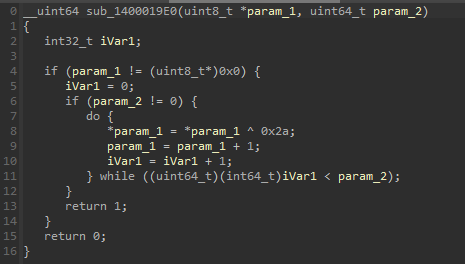 0 __uint64 sub_1400019E0(uint8_t *param_1, uint64_t param_2)
1 {
2    int32_t iVar1;
3
4    if (param_1 != (uint8_t*)0x0) {
5       iVar1 = 0;
6       if (param_2 != 0) {
7          do {
8             *param_1 = *param_1 ^ 0x2a;
9             param_1 = param_1 + 1;
10            iVar1 = iVar1 + 1;
11         } while ((uint64_t)(int64_t)iVar1 < param_2);
12      }
13      return 1;
14   }
15   return 0;
16 }